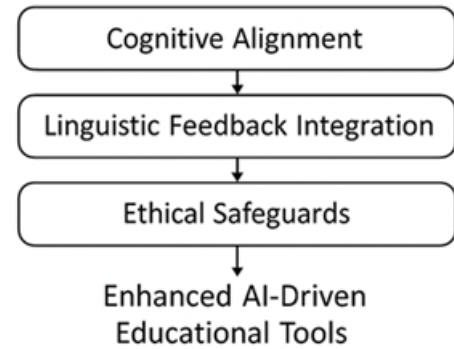 Cognitive Alignment
Linguistic Feedback Integration
Ethical Safeguards
Enhanced AI-Driven
Educational Tools